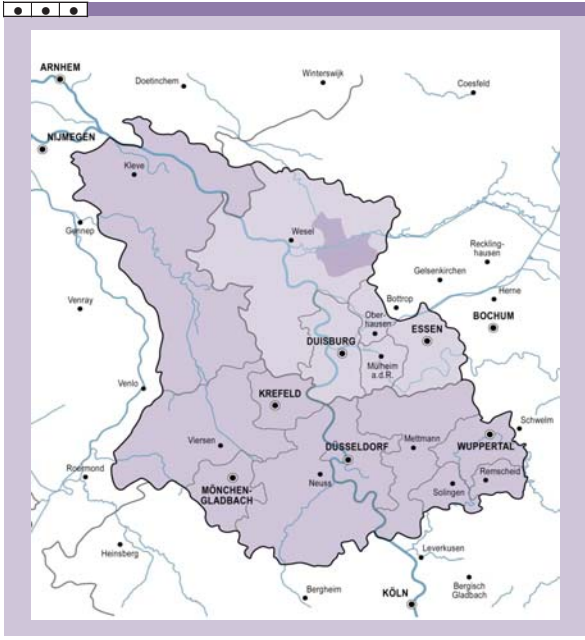 ARNHEM
Doetinchem
Winterswijk
Coesfeld
NIJMEGEN
Kleve
Gennep
Wesel
Reckling-
hausen
Gelsenkirchen
Venray
Bottrop
Herne
Ober-
hausen
ESSEN
BOCHUM
DUISBURG
Mülheim
a.d.R.
Venlo
KREFELD
Schwelm
Viersen
Mettmann
DÜSSELDORF
WUPPERTAL
Roermond
Neuss
Remscheid
MÖNCHEN-
GLADBACH
Solingen
Heinsberg
Leverkusen
Bergheim
KÖLN
Bergisch
Gladbach